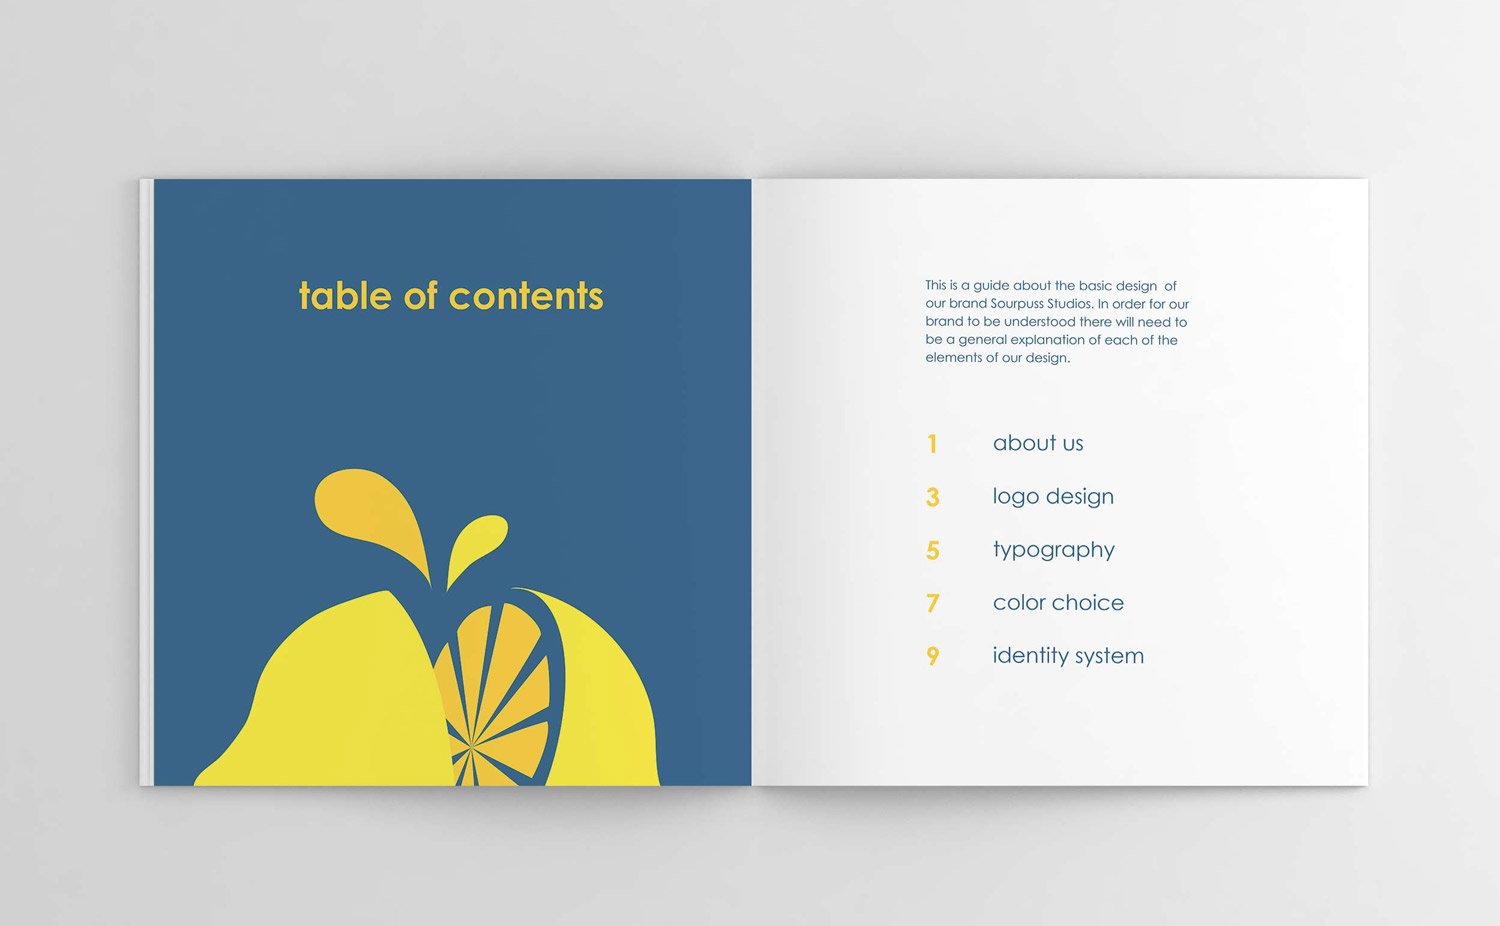 table of contents
This is a guide about the basic design of
our brand Sourpuss Studios. In order for our
brand to be understood there will need to
be a general explanation of each of the
elements of our design.
1 about us
3 logo design
5 typography
7 color choice
9 identity system